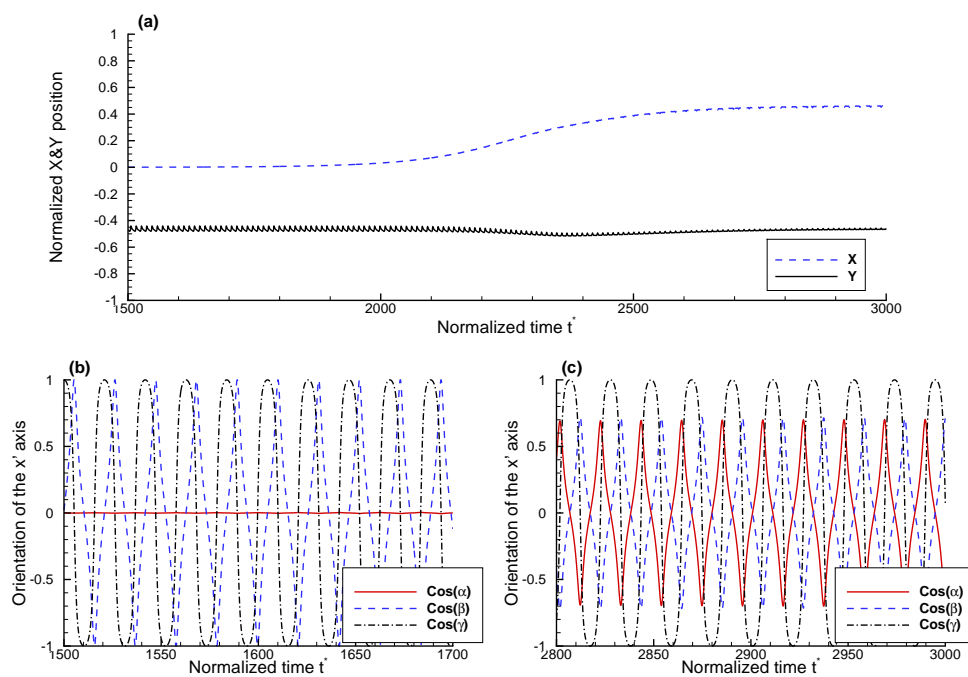 (a)
1
0.8
0.6
0.4
0.2
0
-0.2
-0.4
-0.6
-0.8
-1
Normalized X&Y position
1500 2000 2500 3000
Normalized time t*
X
Y
(b)
1
0.5
0
-0.5
-1
Orientation of the x' axis
1500 1550 1600 1650 1700
Normalized time t*
Cos(α)
Cos(β)
Cos(γ)
(c)
1
0.5
0
-0.5
-1
Orientation of the x' axis
2800 2850 2900 2950 3000
Normalized time t*
Cos(α)
Cos(β)
Cos(γ)